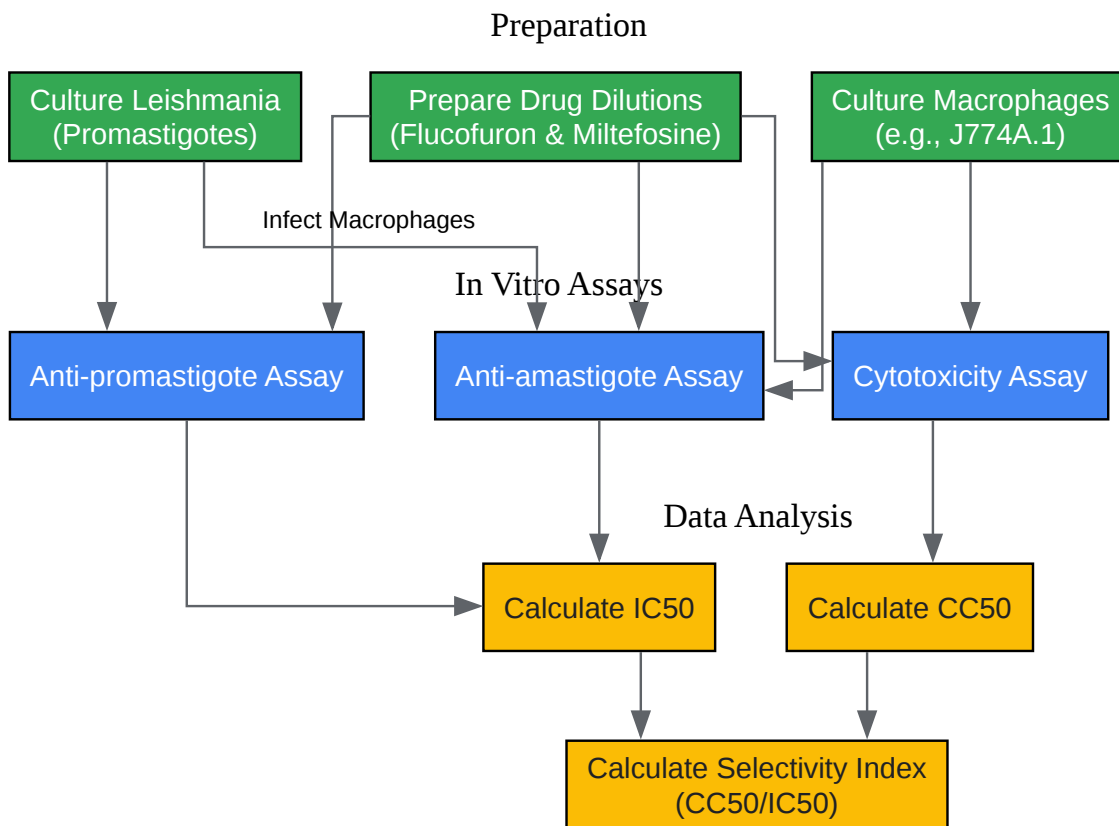 Preparation
Culture Leishmania
(Promastigotes)
Prepare Drug Dilutions
(Flucofuron & Miltefosine)
Culture Macrophages
(e.g., J774A.1)
Infect Macrophages
In Vitro Assays
Anti-promastigote Assay
Anti-amastigote Assay
Cytotoxicity Assay
Data Analysis
Calculate IC50
Calculate CC50
Calculate Selectivity Index
(CC50/IC50)